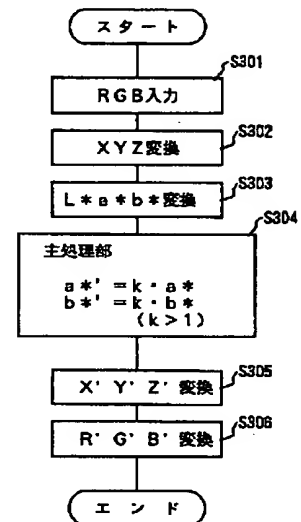 スタート
S301
RGB入力
S302
XYZ変換
S303
L*a*b*変換
S304
主処理部
a*' = k・a*
b*' = k・b*
(k>1)
S305
X' Y' Z' 変換
S306
R' G' B' 変換
エンド